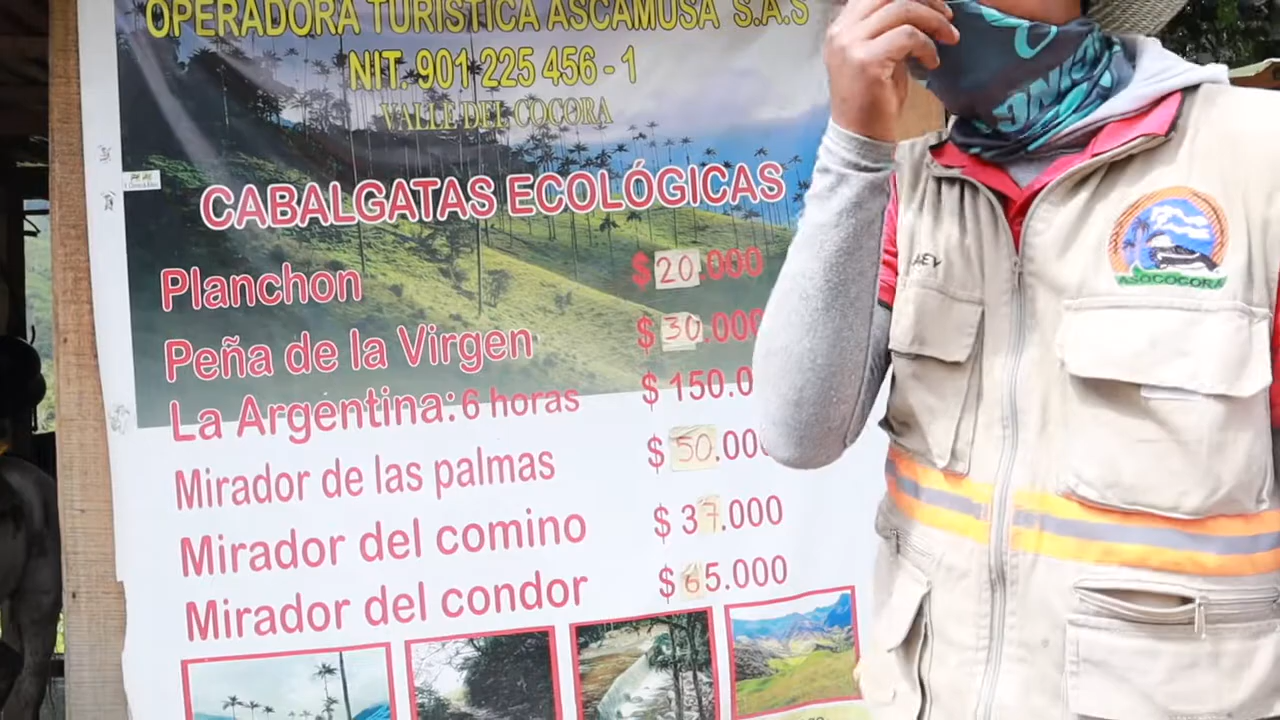 OPERADORA TURISTICA ASCAMUSA S.A.S
NIT. 901 225 456 - 1
VALLE DEL COCORA
CABALGATAS ECOLÓGICAS
Planchon $ 20.000
Peña de la Virgen $ 30.000
La Argentina: 6 horas $ 150.0
Mirador de las palmas $ 50.000
Mirador del comino $ 37.000
Mirador del condor $ 65.000
ASOCOCORA